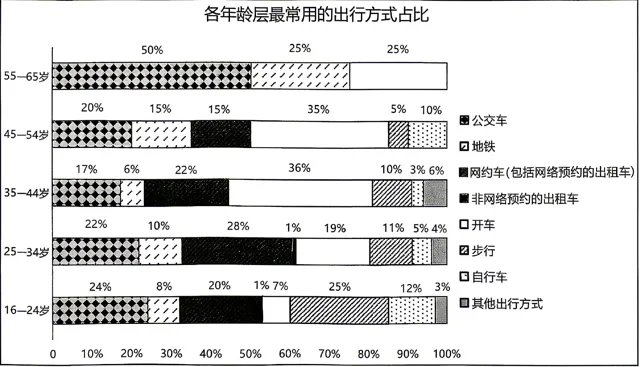 各年龄层最常用的出行方式占比
50% 25% 25%
55—65岁
20% 15% 15% 35% 5% 10%
45—54岁
17% 6% 22% 36% 10% 3% 6%
35—44岁
22% 10% 28% 1% 19% 11% 5% 4%
25—34岁
24% 8% 20% 1% 7% 25% 12% 3%
16—24岁
0 10% 20% 30% 40% 50% 60% 70% 80% 90% 100%
公交车
地铁
网约车(包括网络预约的出租车)
非网络预约的出租车
开车
步行
自行车
其他出行方式